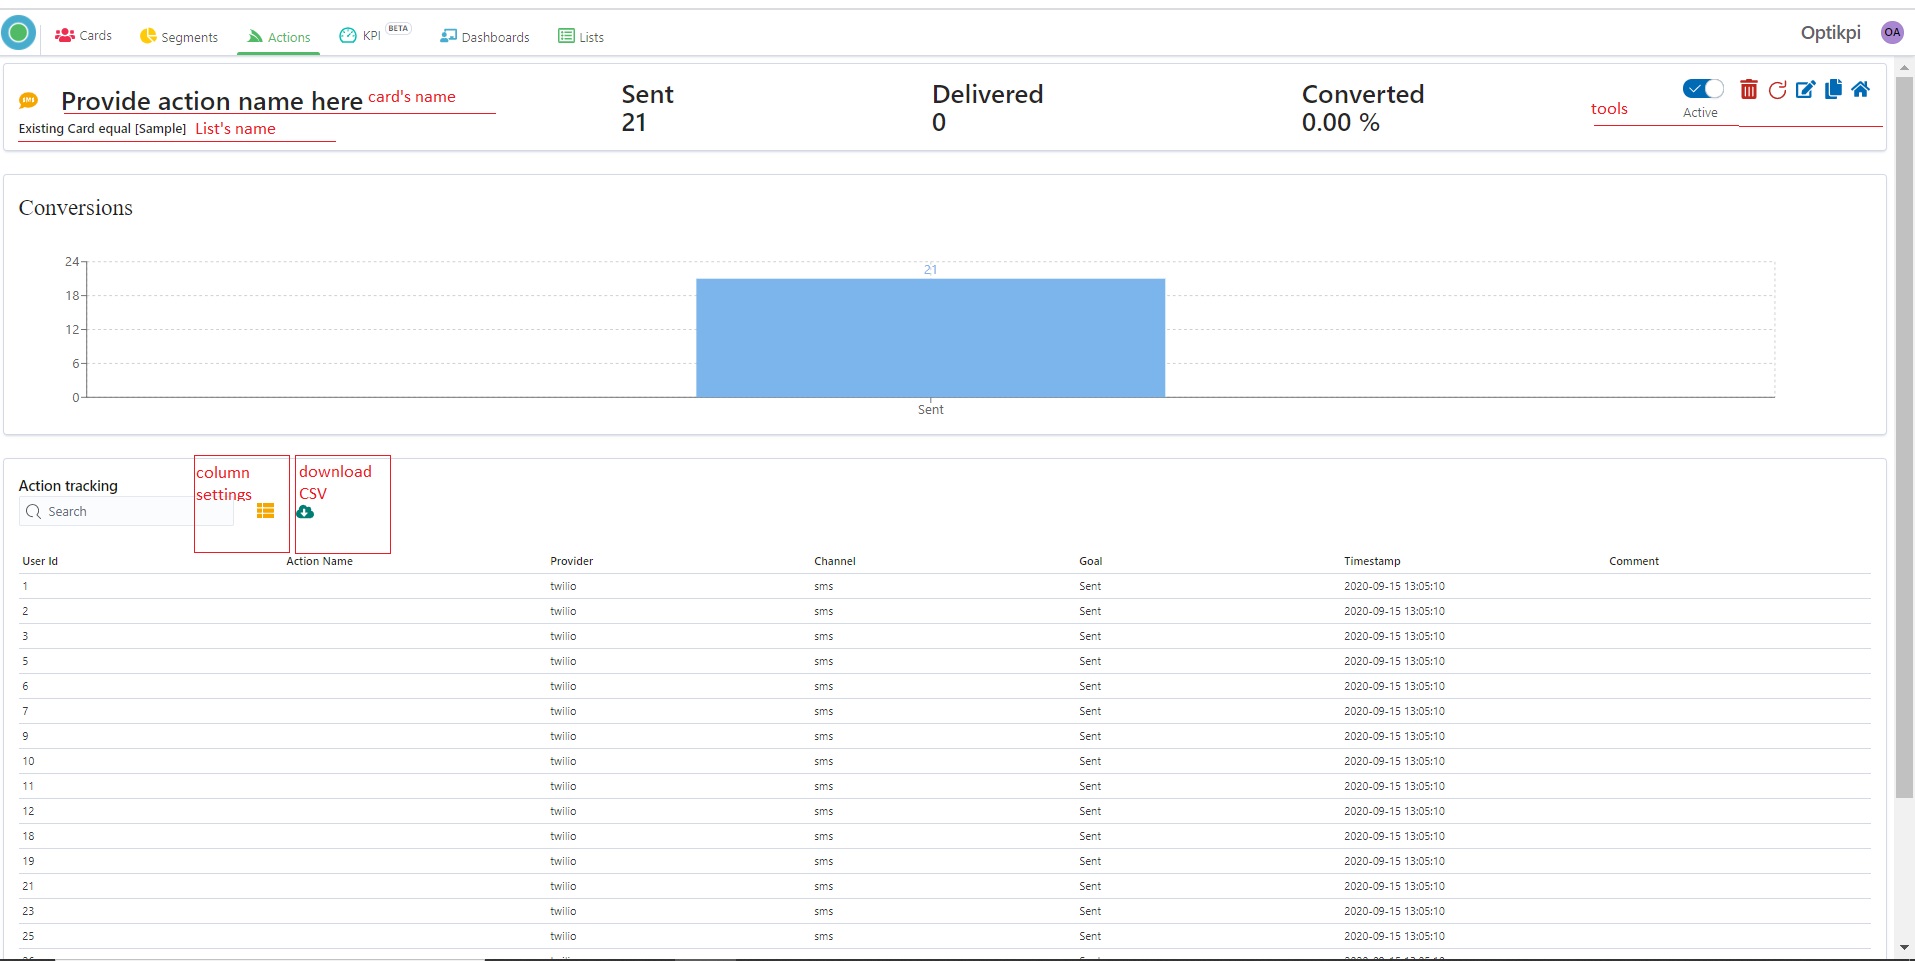 Cards Segments Actions KPI BETA Dashboards Lists Optikpi OA
Provide action name here card's name
Existing Card equal [Sample] List's name
Sent
21
Delivered
0
Converted
0.00 %
tools
Active
Conversions
24
18
12
6
0
21
Sent
Action tracking
column settings
download CSV
Search
User Id Action Name Provider Channel Goal Timestamp Comment
1 twilio sms Sent 2020-09-15 13:05:10
2 twilio sms Sent 2020-09-15 13:05:10
3 twilio sms Sent 2020-09-15 13:05:10
5 twilio sms Sent 2020-09-15 13:05:10
6 twilio sms Sent 2020-09-15 13:05:10
7 twilio sms Sent 2020-09-15 13:05:10
9 twilio sms Sent 2020-09-15 13:05:10
10 twilio sms Sent 2020-09-15 13:05:10
11 twilio sms Sent 2020-09-15 13:05:10
12 twilio sms Sent 2020-09-15 13:05:10
18 twilio sms Sent 2020-09-15 13:05:10
19 twilio sms Sent 2020-09-15 13:05:10
21 twilio sms Sent 2020-09-15 13:05:10
23 twilio sms Sent 2020-09-15 13:05:10
25 twilio sms Sent 2020-09-15 13:05:10